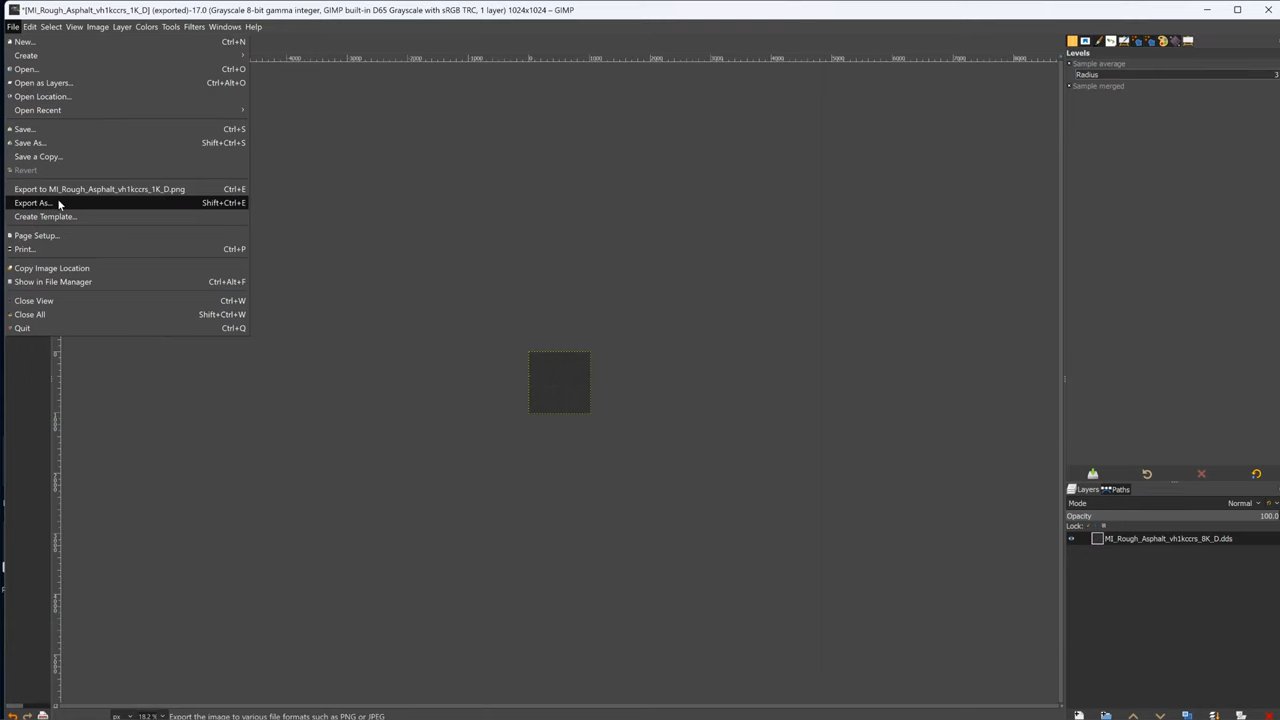 *[MI_Rough_Asphalt_vh1kccrs_1K_D] (exported)-17.0 (Grayscale 8-bit gamma integer, GIMP built-in D65 Grayscale with sRGB TRC, 1 layer) 1024x1024 – GIMP
File Edit Select View Image Layer Colors Tools Filters Windows Help
New... Ctrl+N
Create
Open... Ctrl+O
Open as Layers... Ctrl+Alt+O
Open Location...
Open Recent
Save... Ctrl+S
Save As... Shift+Ctrl+S
Save a Copy...
Revert
Export to MI_Rough_Asphalt_vh1kccrs_1K_D.png Ctrl+E
Export As... Shift+Ctrl+E
Create Template...
Page Setup...
Print... Ctrl+P
Copy Image Location
Show in File Manager Ctrl+Alt+F
Close View Ctrl+W
Close All Shift+Ctrl+W
Quit Ctrl+Q
Levels
Sample average
Radius 3
Sample merged
Layers Paths
Mode Normal
Opacity 100.0
Lock:
MI_Rough_Asphalt_vh1kccrs_8K_D.dds
px 18.2 % Export the image to various file formats such as PNG or JPEG